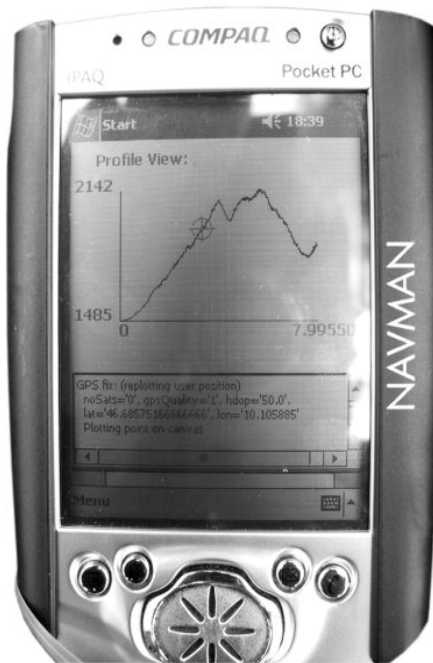 COMPAQ
iPAQ Pocket PC
Start 18:39
Profile View:
2142
1485
0 7.99550
NAVMAN
GPS fix: (replotting user position)
noSats='0', gpsQuality='1', hdop='50.0'.
lat='46.68575166666666', lon='10.105885'
Plotting point on canvas
Menu